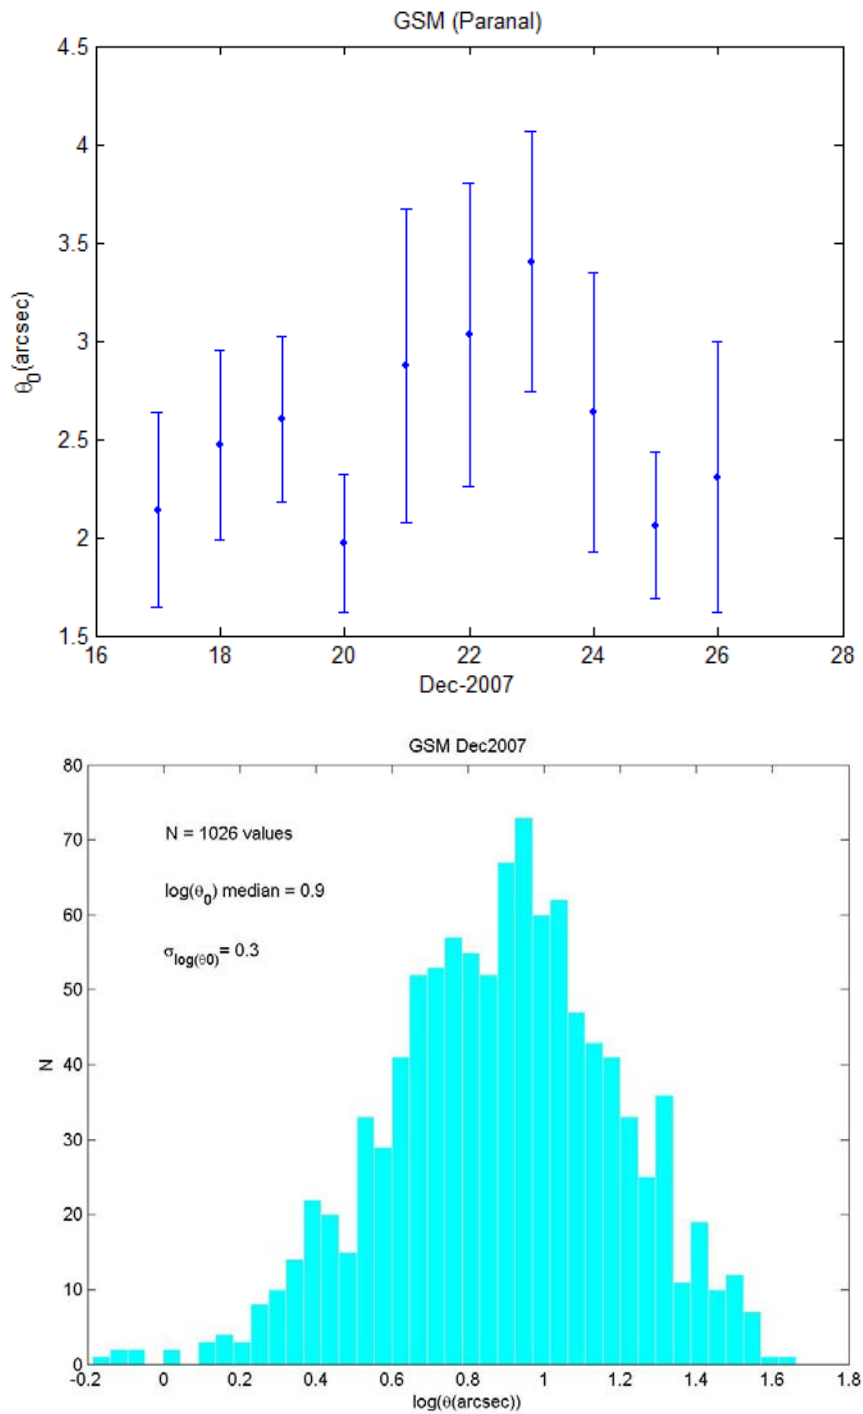 GSM (Paranal)
4.5
4
3.5
3
2.5
2
1.5
θ0(arcsec)
16 18 20 22 24 26 28
Dec-2007
GSM Dec2007
80
70
60
50
40
30
20
10
0
N
N = 1026 values
log(θ0) median = 0.9
σlog(θ0)= 0.3
-0.2 0 0.2 0.4 0.6 0.8 1 1.2 1.4 1.6 1.8
log(θ(arcsec))